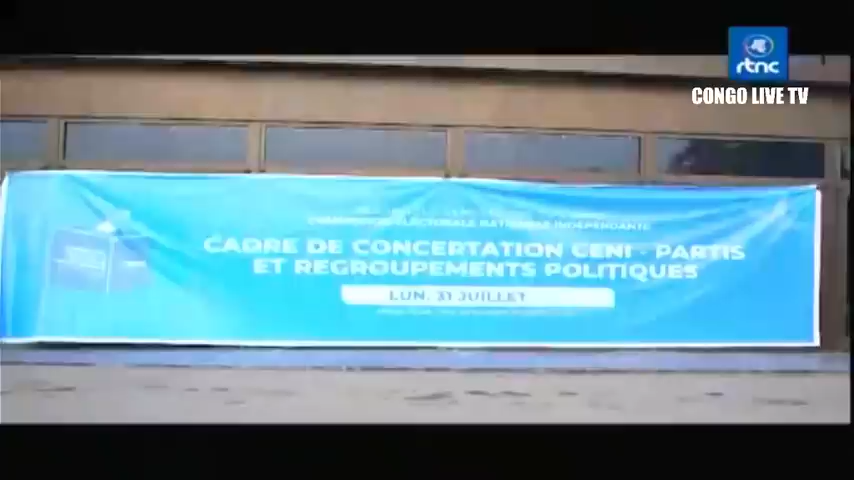 rtnc
CONGO LIVE TV
COMMISSION ELECTORALE NATIONALE INDEPENDANTE
CADRE DE CONCERTATION CENI - PARTIS
ET REGROUPEMENTS POLITIQUES
LUN. 31 JUILLET